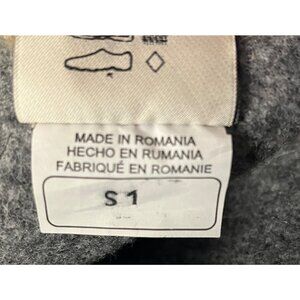 MADE IN ROMANIA
HECHO EN RUMANIA
FABRIQUÉ EN ROMANIE
S 1